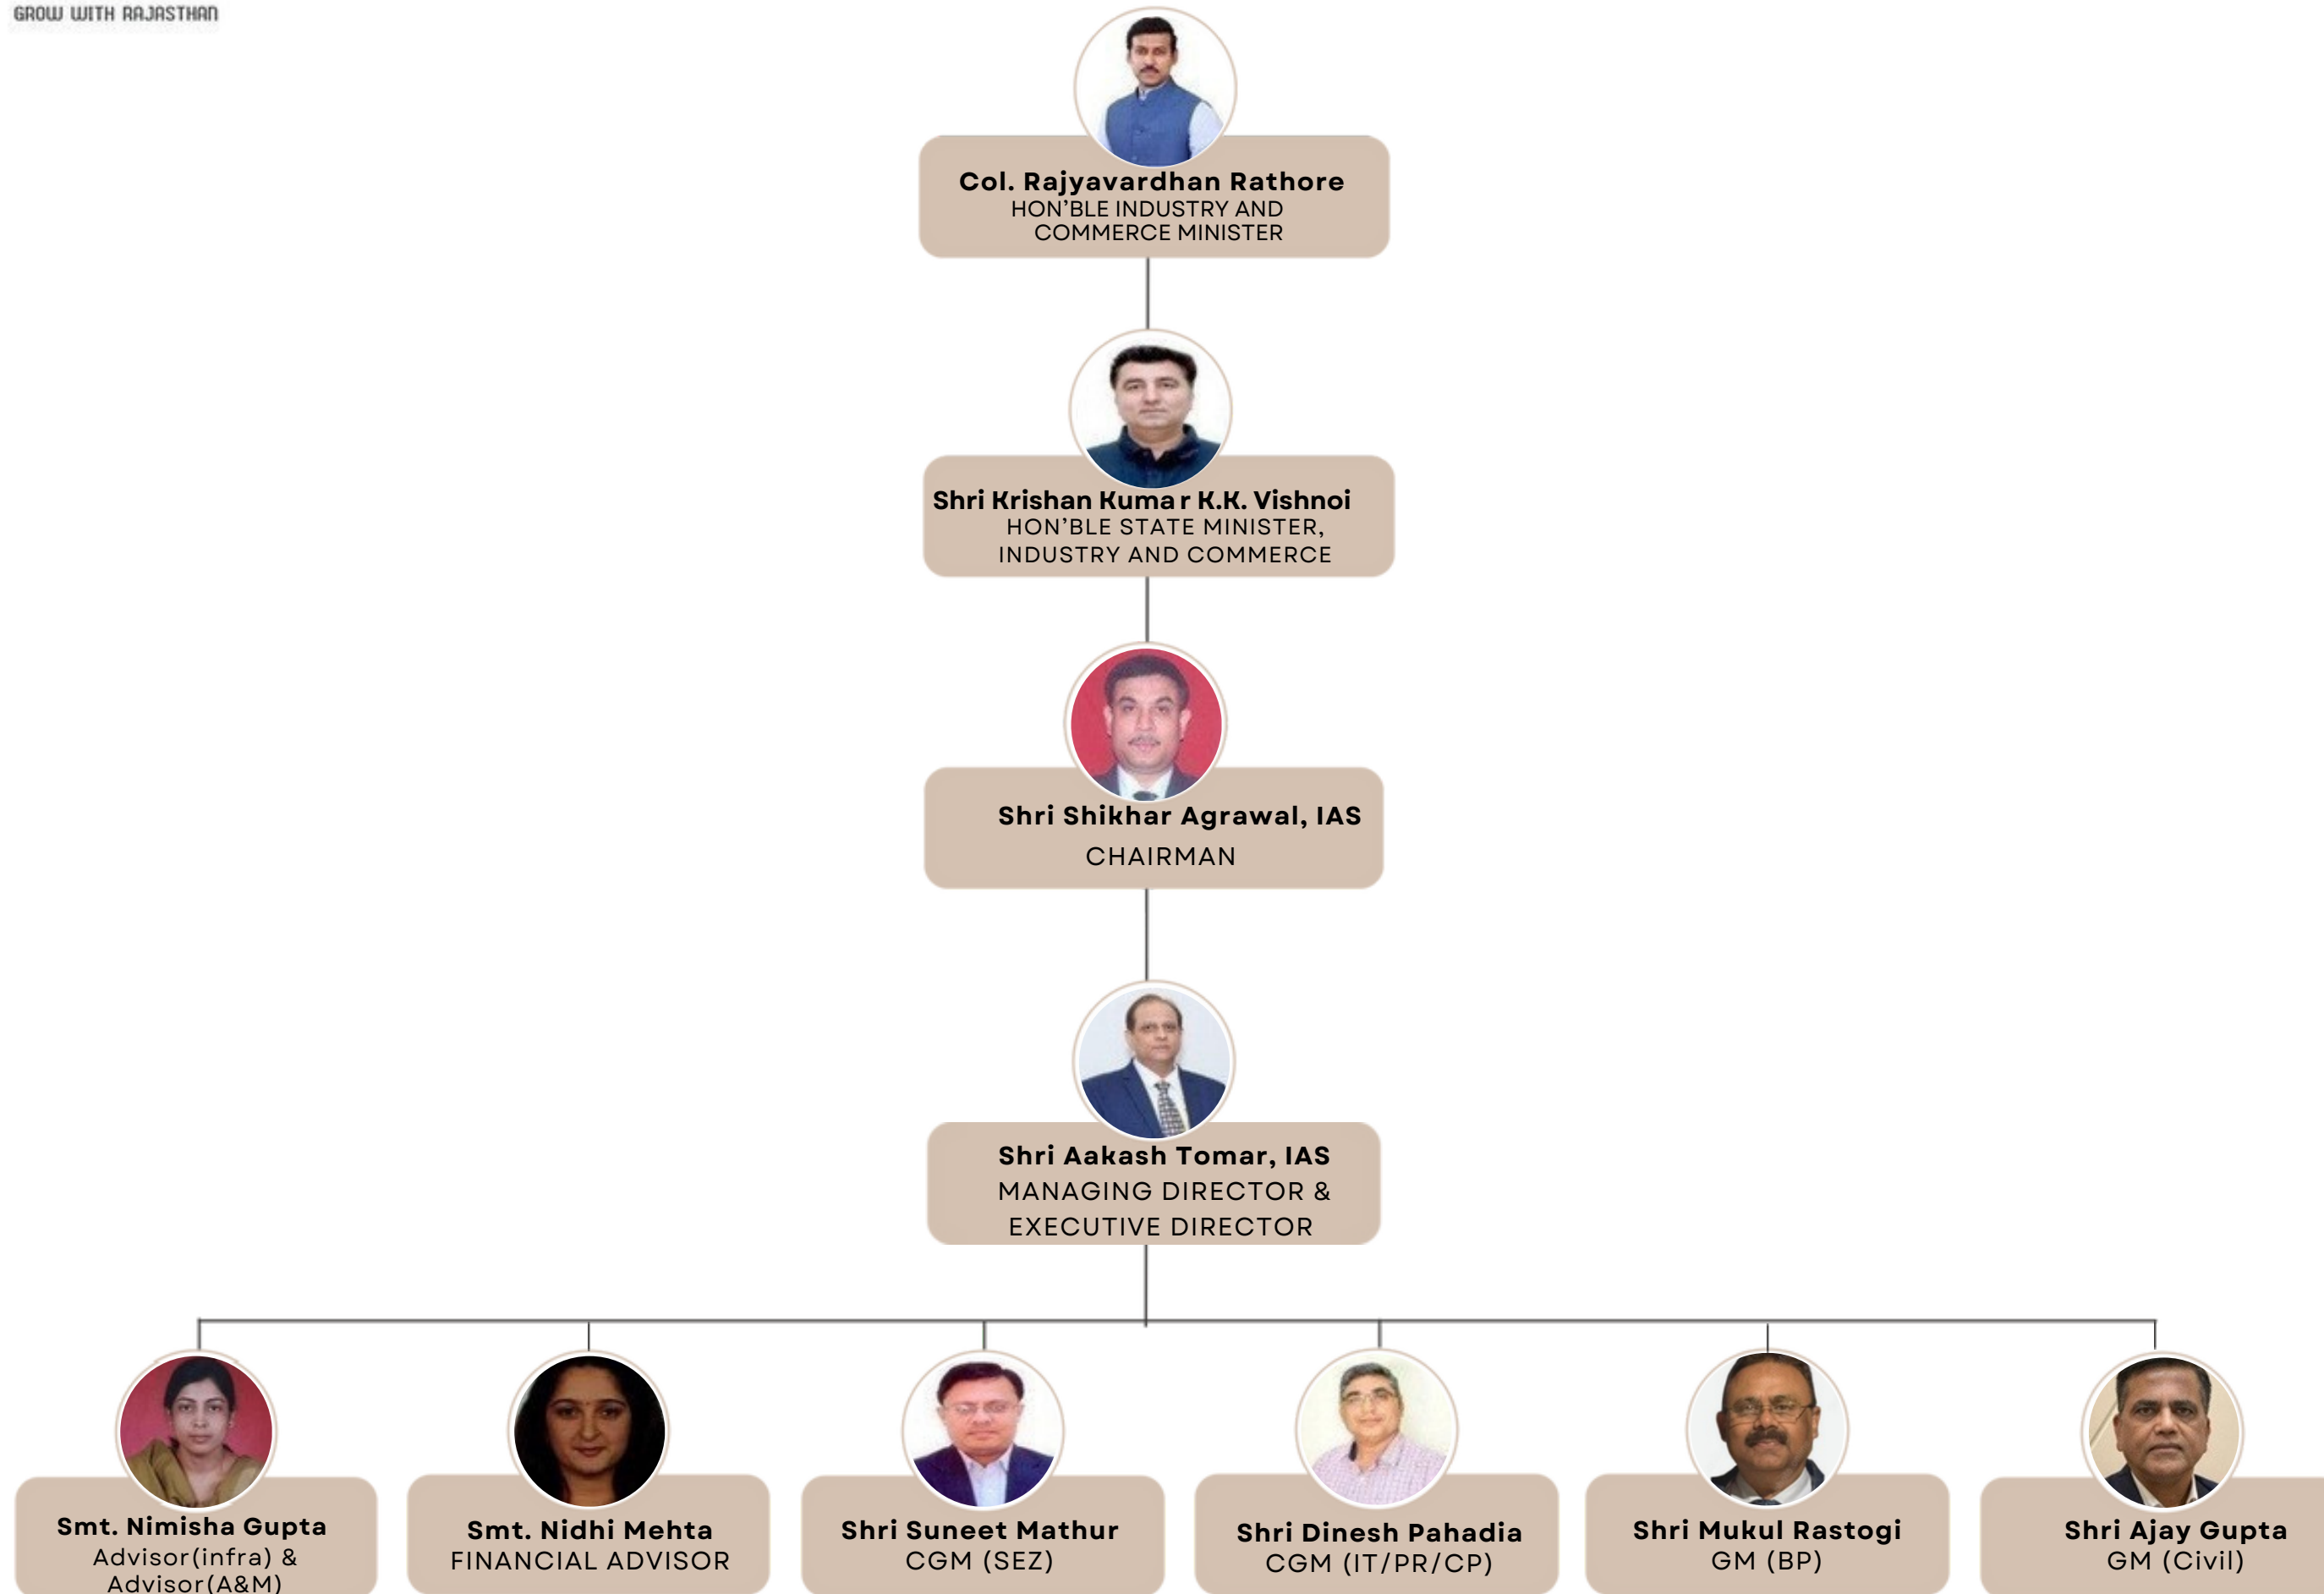 GROW WITH RAJASTHAN
Col. Rajyavardhan Rathore
HON’BLE INDUSTRY AND
COMMERCE MINISTER
Shri Krishan Kumar K.K. Vishnoi
HON’BLE STATE MINISTER,
INDUSTRY AND COMMERCE
Shri Shikhar Agrawal, IAS
CHAIRMAN
Shri Aakash Tomar, IAS
MANAGING DIRECTOR &
EXECUTIVE DIRECTOR
Smt. Nimisha Gupta
Advisor(infra) &
Advisor(A&M)
Smt. Nidhi Mehta
FINANCIAL ADVISOR
Shri Suneet Mathur
CGM (SEZ)
Shri Dinesh Pahadia
CGM (IT/PR/CP)
Shri Mukul Rastogi
GM (BP)
Shri Ajay Gupta
GM (Civil)